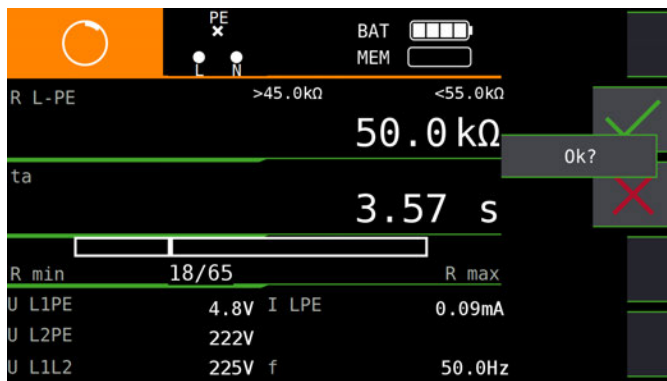 PE
BAT
L N
MEM
R L-PE >45.0kΩ <55.0kΩ
50.0 kΩ
Ok?
ta
3.57 s
R min 18/65 R max
U L1PE 4.8V I LPE 0.09mA
U L2PE 222V
U L1L2 225V f 50.0Hz